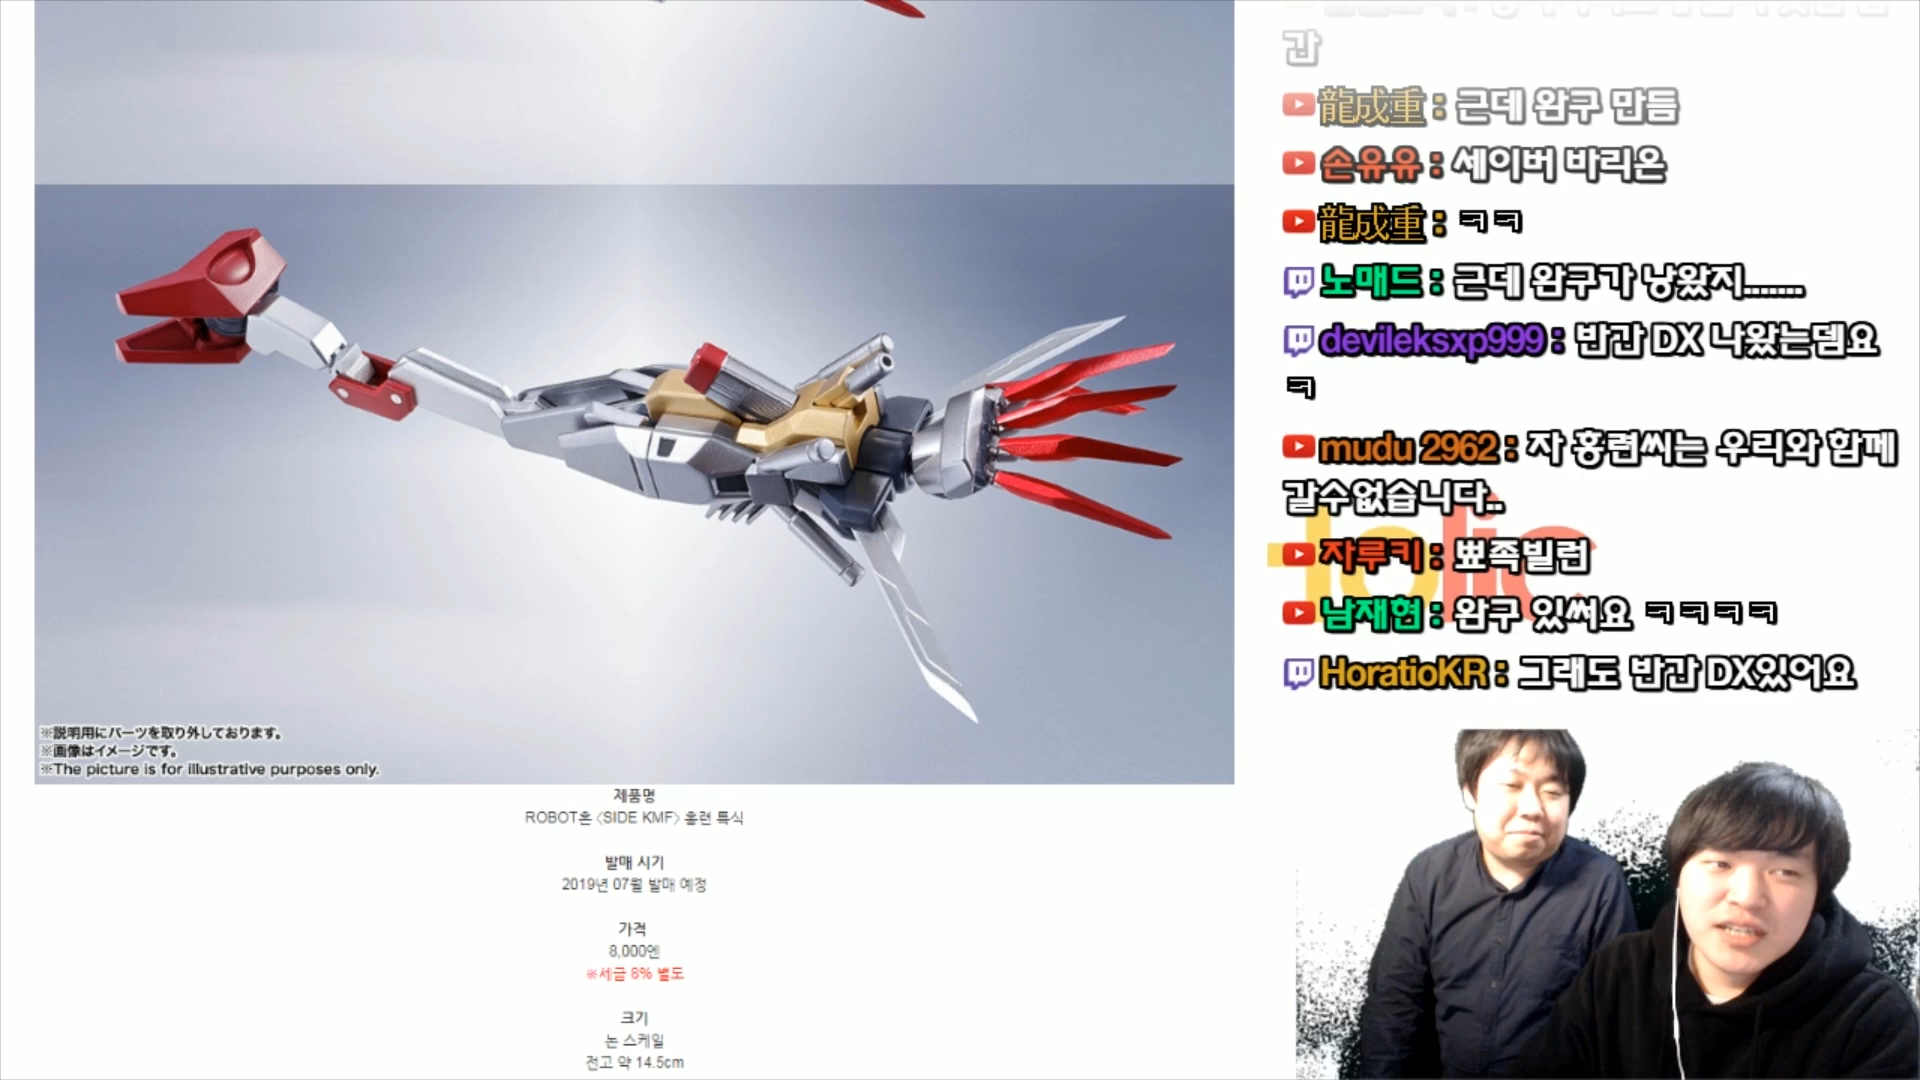 간
龍成重 : 근데 완구 만듬
손유유 : 세이버 바리온
龍成重 : ㅋㅋ
노매드 : 근데 완구가 낭왔지.......
devileksxp999 : 반간 DX 나왔는뎀요
ㅋ
mudu 2962 : 자 홍련씨는 우리와 함께
갈수없습니다..
자루키 : 뾰족빌런
남재현 : 완구 있써요 ㅋㅋㅋㅋ
HoratioKR : 그래도 반간 DX있어요
※説明用にパーツを取り外しております。
※画像はイメージです。
※The picture is for illustrative purposes only.
제품명
ROBOT혼 〈SIDE KMF〉 홍련 특식
발매 시기
2019년 07월 발매 예정
가격
8,000엔
※세금 8% 별도
크기
논 스케일
전고 약 14.5cm